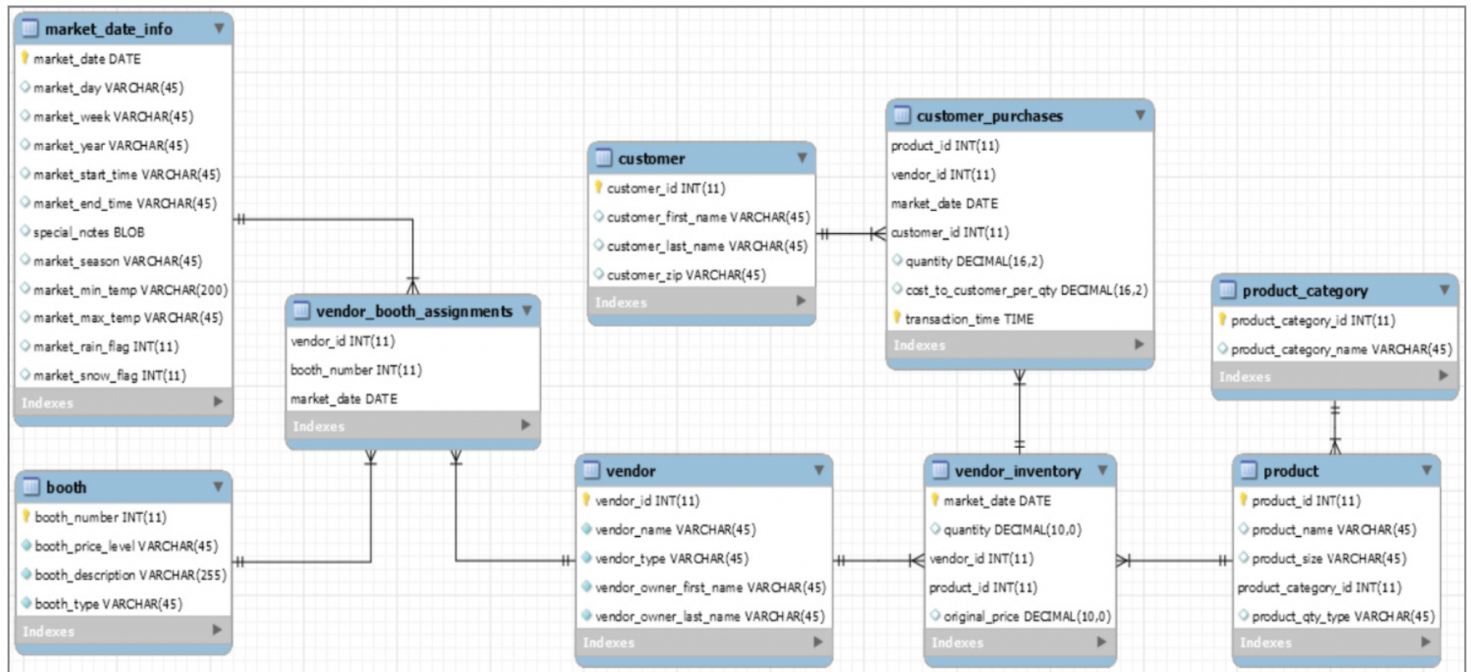 market_date_info
market_date DATE
market_day VARCHAR(45)
market_week VARCHAR(45)
market_year VARCHAR(45)
market_start_time VARCHAR(45)
market_end_time VARCHAR(45)
special_notes BLOB
market_season VARCHAR(45)
market_min_temp VARCHAR(200)
market_max_temp VARCHAR(45)
market_rain_flag INT(11)
market_snow_flag INT(11)
Indexes
booth
booth_number INT(11)
booth_price_level VARCHAR(45)
booth_description VARCHAR(255)
booth_type VARCHAR(45)
Indexes
vendor_booth_assignments
vendor_id INT(11)
booth_number INT(11)
market_date DATE
Indexes
customer
customer_id INT(11)
customer_first_name VARCHAR(45)
customer_last_name VARCHAR(45)
customer_zip VARCHAR(45)
Indexes
vendor
vendor_id INT(11)
vendor_name VARCHAR(45)
vendor_type VARCHAR(45)
vendor_owner_first_name VARCHAR(45)
vendor_owner_last_name VARCHAR(45)
Indexes
customer_purchases
product_id INT(11)
vendor_id INT(11)
market_date DATE
customer_id INT(11)
quantity DECIMAL(16,2)
cost_to_customer_per_qty DECIMAL(16,2)
transaction_time TIME
Indexes
vendor_inventory
market_date DATE
quantity DECIMAL(10,0)
vendor_id INT(11)
product_id INT(11)
original_price DECIMAL(10,0)
Indexes
product_category
product_category_id INT(11)
product_category_name VARCHAR(45)
Indexes
product
product_id INT(11)
product_name VARCHAR(45)
product_size VARCHAR(45)
product_category_id INT(11)
product_qty_type VARCHAR(45)
Indexes